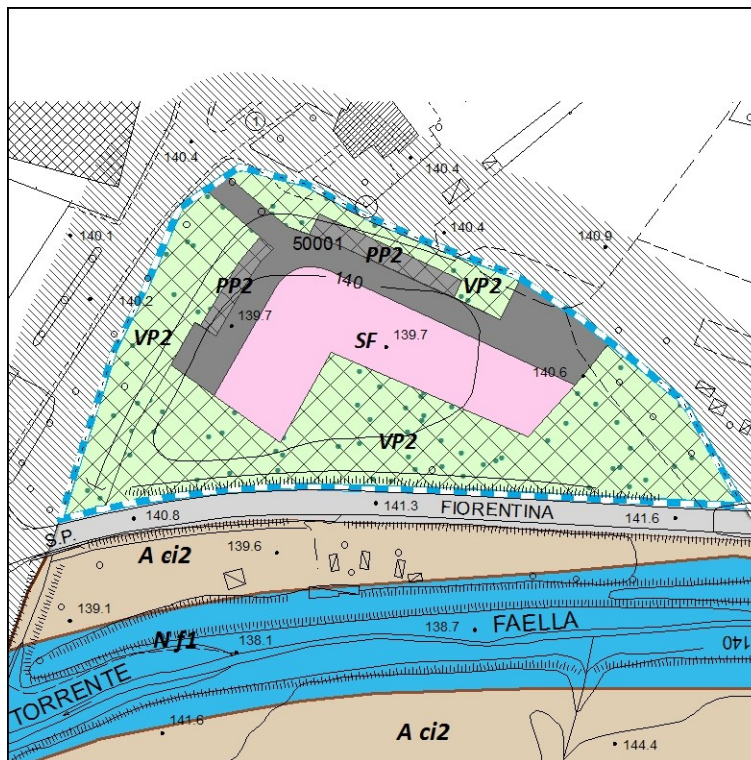 1
140.4
140.4
140.1
140.4
140.9
50001
PP2
PP2
VP2
140.2
140
139.7
VP2
SF
139.7
140.6
VP2
141.3
FIORENTINA
140.8
141.6
S.P.
A ci2
139.6
139.1
138.7
FAELLA
N f1
138.1
140
TORRENTE
141.6
A ci2
144.4